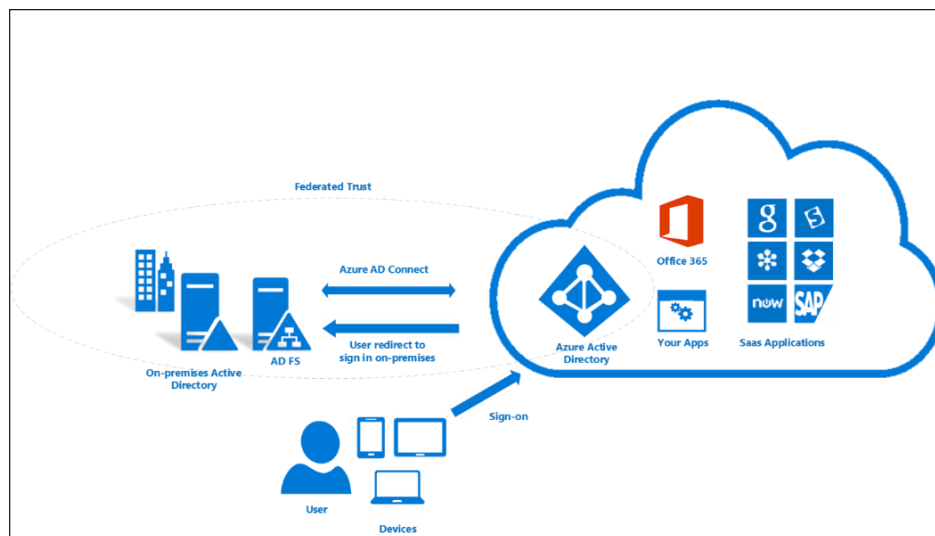 Federated Trust
Azure AD Connect
User redirect to
sign in on-premises
AD FS
On-premises Active
Directory
Azure Active
Directory
Office 365
Your Apps
g
S
now
SAP
Saas Applications
Sign-on
User
Devices